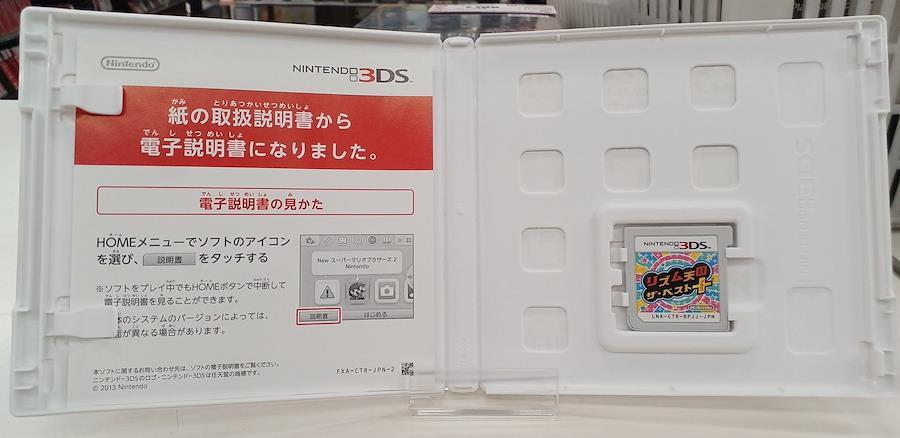 Nintendo
NINTENDO 3DS
紙の取扱説明書から
電子説明書になりました。
電子説明書の見かた
HOMEメニューでソフトのアイコン
を選び、 説明書 をタッチする
※ソフトをプレイ中でもHOMEボタンで中断して
電子説明書を見ることができます。
体のシステムのバージョンによっては、
面が異なる場合があります。
New スーパーマリオブラザーズ 2
Nintendo
説明書
はじめる
本ソフトに関するお問い合わせ先は、ソフトの電子説明書をご覧ください。
ニンテンドー3DSのロゴ・ニンテンドー3DSは任天堂の商標です。
© 2013 Nintendo
FXA-CTR-JPN-2
NINTENDO 3DS
リズム天国
ザ・ベスト+
Nintendo
LNA-CTR-BPJJ-JPN